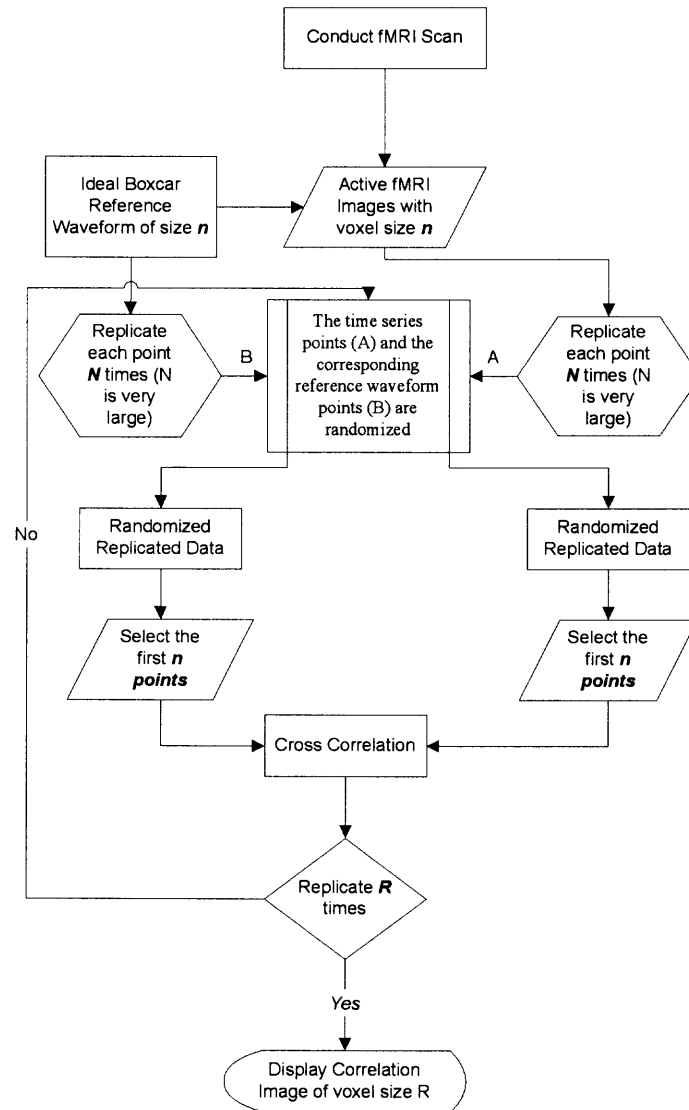 Conduct fMRI Scan
Ideal Boxcar
Reference
Waveform of size n
Active fMRI
Images with
voxel size n
Replicate
each point
N times (N
is very
large)
B
The time series
points (A) and the
corresponding
reference waveform
points (B) are
randomized
A
Replicate
each point
N times (N
is very
large)
No
Randomized
Replicated Data
Randomized
Replicated Data
Select the
first n
points
Select the
first n
points
Cross Correlation
Replicate R
times
Yes
Display Correlation
Image of voxel size R